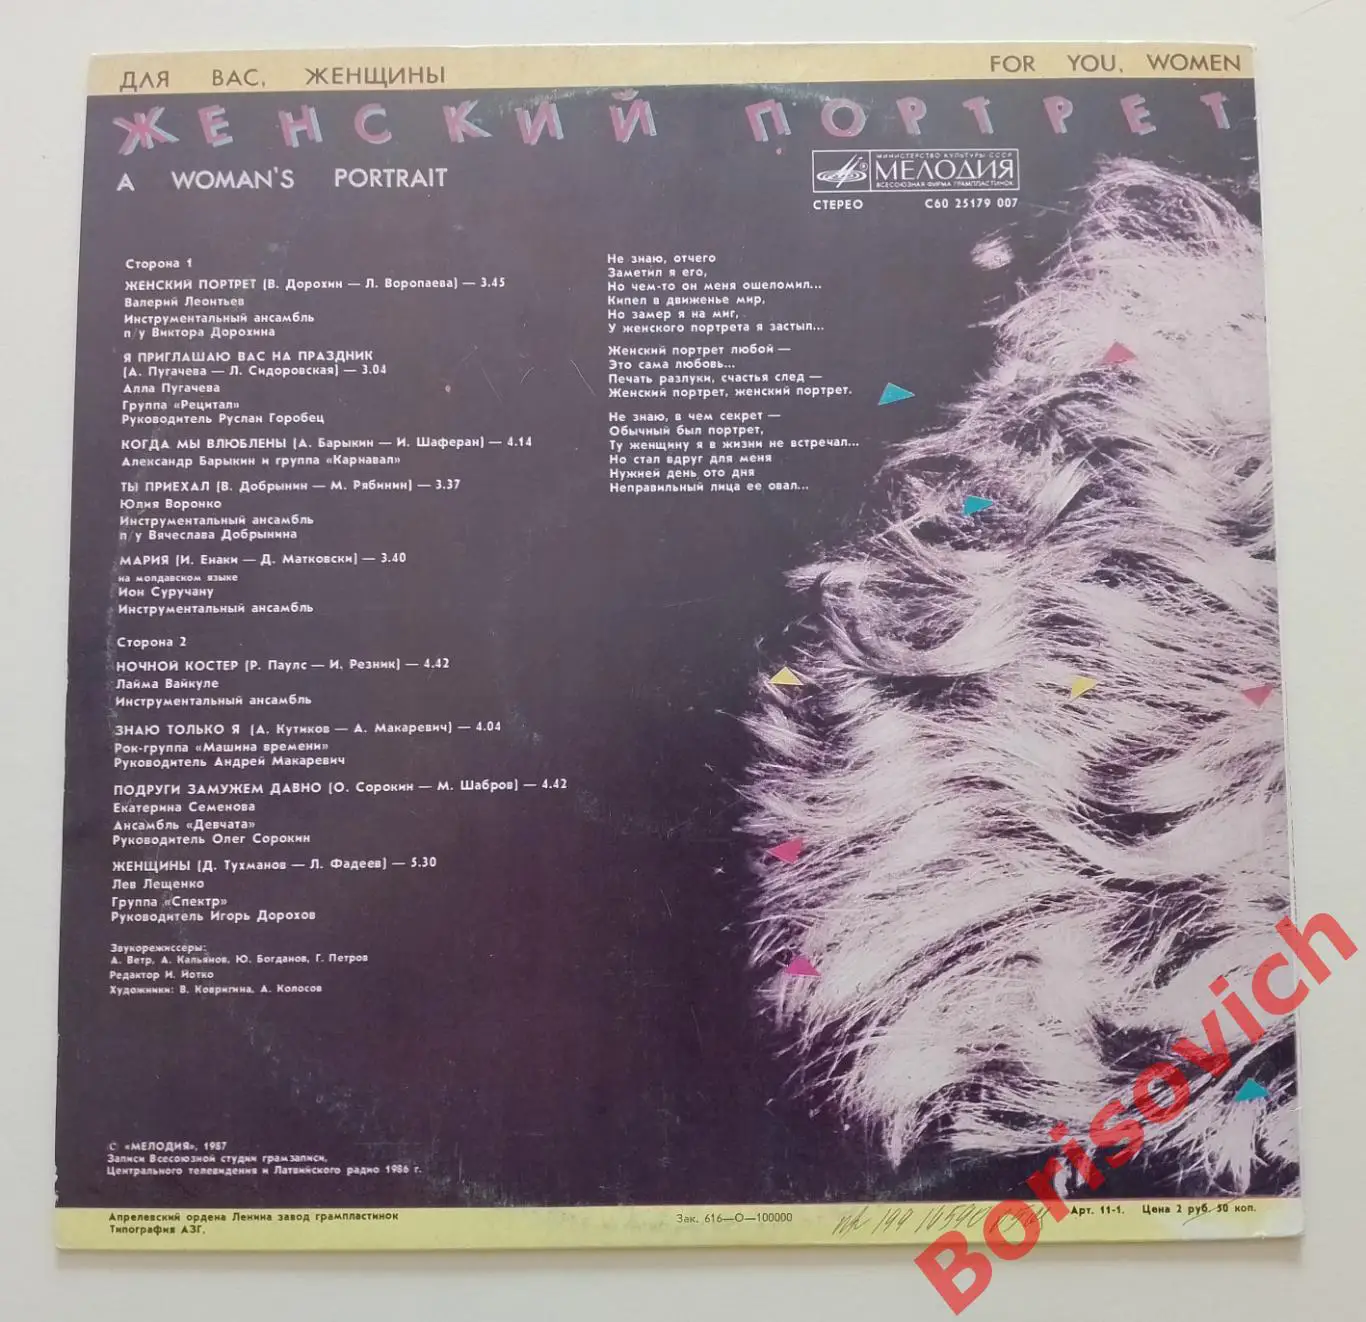 ДЛЯ ВАС, ЖЕНЩИНЫ
FOR YOU, WOMEN
ЖЕНСКИЙ ПОРТРЕТ
A WOMAN'S PORTRAIT
МИНИСТЕРСТВО КУЛЬТУРЫ СССР
МЕЛОДИЯ
ВСЕСОЮЗНАЯ ФИРМА ГРАМПЛАСТИНОК
СТЕРЕО С60 25179 007
Сторона 1
ЖЕНСКИЙ ПОРТРЕТ (В. Дорохин — Л. Воропаева) — 3.45
Валерий Леонтьев
Инструментальный ансамбль
п/у Виктора Дорохина
Я ПРИГЛАШАЮ ВАС НА ПРАЗДНИК
(А. Пугачева — Л. Сидоровская) — 3.04
Алла Пугачева
Группа «Рецитал»
Руководитель Руслан Горобец
КОГДА МЫ ВЛЮБЛЕНЫ (А. Барыкин — И. Шаферан) — 4.14
Александр Барыкин и группа «Карнавал»
ТЫ ПРИЕХАЛ (В. Добрынин — М. Рябинин) — 3.37
Юлия Воронко
Инструментальный ансамбль
п/у Вячеслава Добрынина
МАРИЯ (И. Енаки — Д. Матковски) — 3.40
на молдавском языке
Ион Суручану
Инструментальный ансамбль
Сторона 2
НОЧНОЙ КОСТЕР (Р. Паулс — И. Резник) — 4.42
Лайма Вайкуле
Инструментальный ансамбль
ЗНАЮ ТОЛЬКО Я (А. Кутиков — А. Макаревич) — 4.04
Рок-группа «Машина времени»
Руководитель Андрей Макаревич
ПОДРУГИ ЗАМУЖЕМ ДАВНО (О. Сорокин — М. Шабров) — 4.42
Екатерина Семенова
Ансамбль «Девчата»
Руководитель Олег Сорокин
ЖЕНЩИНЫ (Д. Тухманов — Л. Фадеев) — 5.30
Лев Лещенко
Группа «Спектр»
Руководитель Игорь Дорохов
Звукорежиссеры:
А. Ветр, А. Кальянов, Ю. Богданов, Г. Петров
Редактор И. Йотко
Художники: В. Ковригина, А. Колосов
Не знаю, отчего
Заметил я его,
Но чем-то он меня ошеломил...
Кипел в движенье мир,
Но замер я на миг,
У женского портрета я застыл...
Женский портрет любой —
Это сама любовь...
Печать разлуки, счастья след —
Женский портрет, женский портрет.
Не знаю, в чем секрет —
Обычный был портрет,
Ту женщину я в жизни не встречал...
Но стал вдруг для меня
Нужней день ото дня
Неправильный лица ее овал...
© «МЕЛОДИЯ», 1987
Записи Всесоюзной студии грамзаписи,
Центрального телевидения и Латвийского радио 1986 г.
Апрелевский ордена Ленина завод грампластинок
Типография АЗГ.
Зак. 616—О—100000
Арт. 11-1. Цена 2 руб. 50 коп.
Borisovich